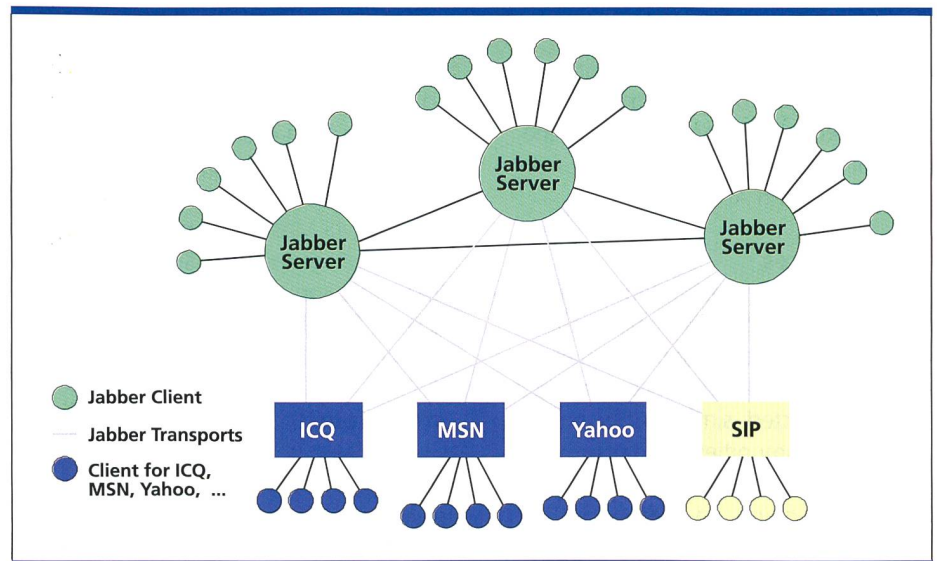 Jabber
Server
Jabber
Server
Jabber
Server
Jabber Client
Jabber Transports
Client for ICQ,
MSN, Yahoo, ...
ICQ
MSN
Yahoo
SIP